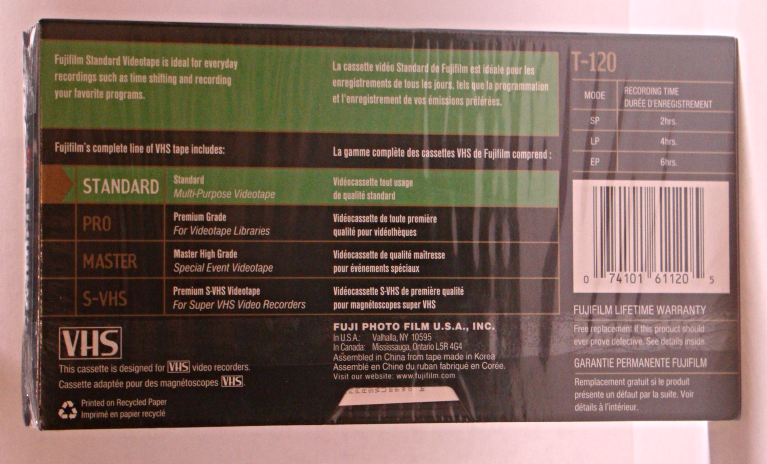 Fujifilm Standard Videotape is ideal for everyday
recordings such as time shifting and recording
your favorite programs.
La cassette vidéo Standard de Fujifilm est idéale pour les
enregistrements de tous les jours, tels que la programmation
et l'enregistrement de vos émissions préférées.
Fujifilm's complete line of VHS tape includes:
La gamme complète des cassettes VHS de Fujifilm comprend :
STANDARD
Standard
Multi-Purpose Videotape
Vidéocassette tout usage
de qualité standard
PRO
Premium Grade
For Videotape Libraries
Vidéocassette de toute première
qualité pour vidéothèques
MASTER
Master High Grade
Special Event Videotape
Vidéocassette de qualité maîtresse
pour événements spéciaux
S-VHS
Premium S-VHS Videotape
For Super VHS Video Recorders
Vidéocassette S-VHS de première qualité
pour magnétoscopes super VHS
VHS
This cassette is designed for VHS video recorders.
Cassette adaptée pour des magnétoscopes VHS.
Printed on Recycled Paper
Imprimé en papier recyclé
FUJI PHOTO FILM U.S.A., INC.
In U.S.A.: Valhalla, NY 10595
In Canada: Mississauga, Ontario L5R 4G4
Assembled in China from tape made in Korea
Assemblé en Chine du ruban fabriqué en Corée.
Visit our website: www.fujifilm.com
T-120
MODE RECORDING TIME
DURÉE D'ENREGISTREMENT
SP 2hrs.
LP 4hrs.
EP 6hrs.
0 74101 61120 5
FUJIFILM LIFETIME WARRANTY
Free replacement if this product should
ever prove defective. See details inside.
GARANTIE PERMANENTE FUJIFILM
Remplacement gratuit si le produit
présente un défaut par la suite. Voir
détails à l'intérieur.